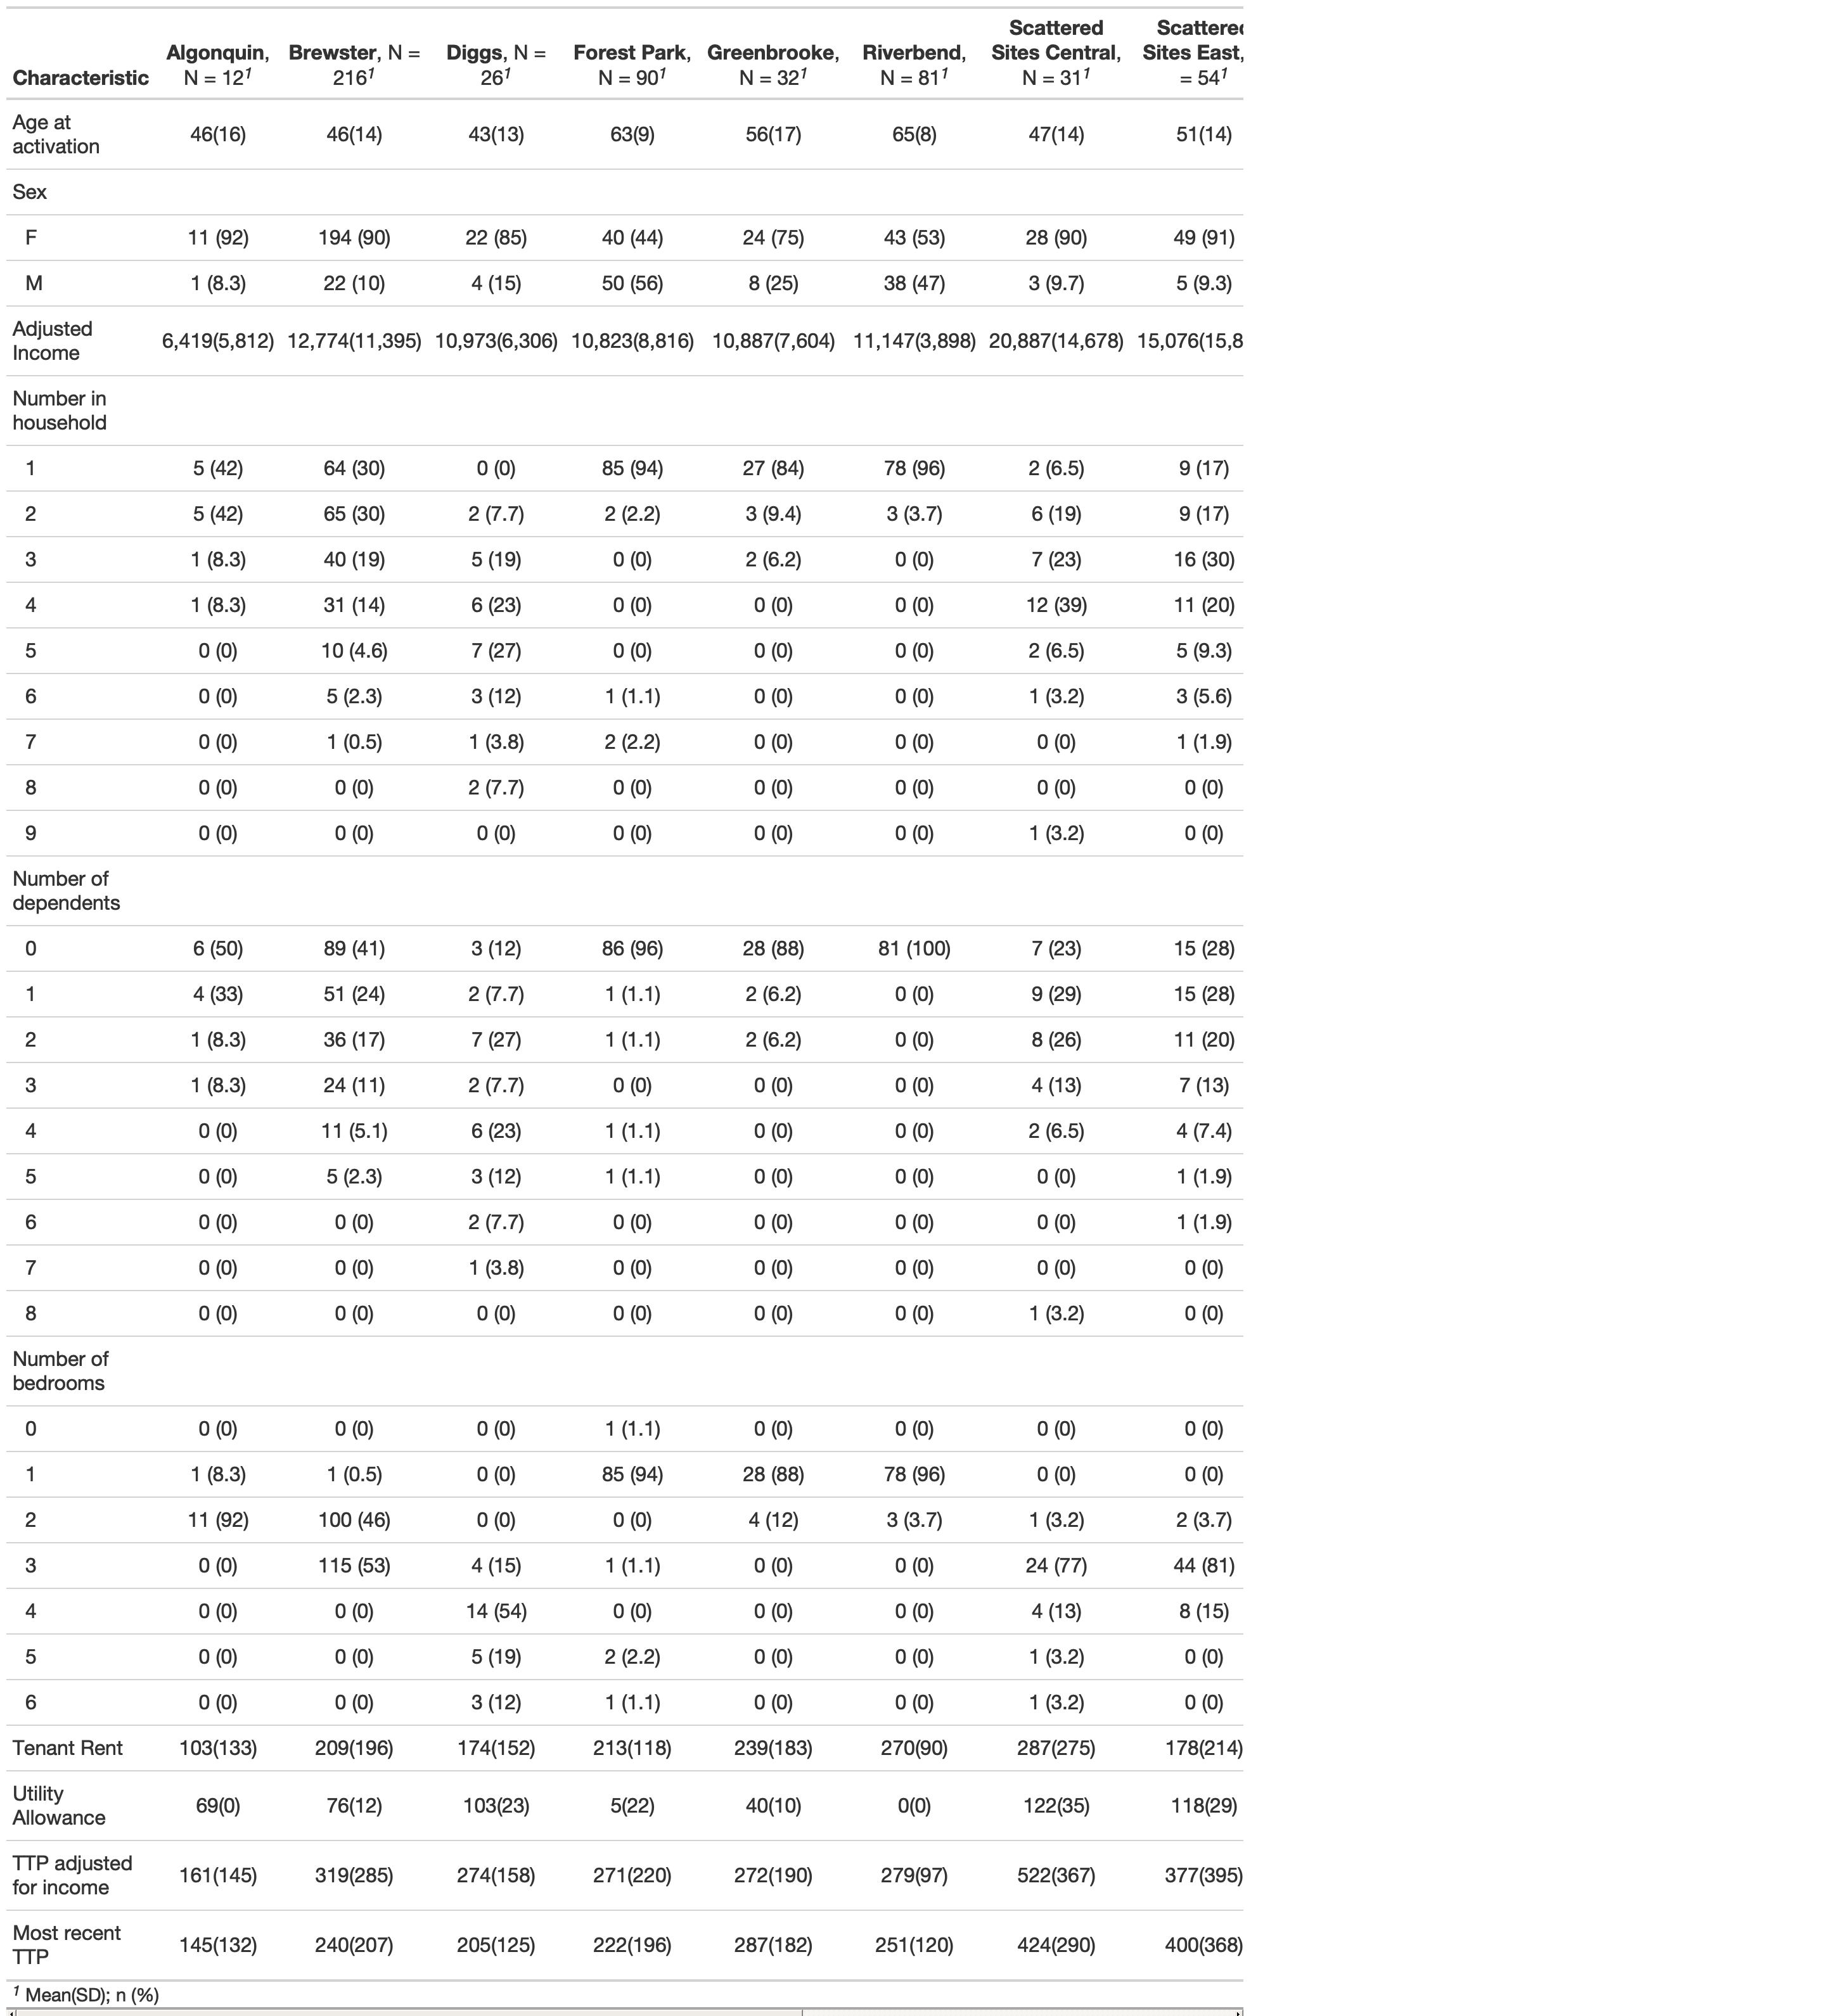 Characteristic Algonquin, N = 12¹ Brewster, N = 216¹ Diggs, N = 26¹ Forest Park, N = 90¹ Greenbrooke, N = 32¹ Riverbend, N = 81¹ Scattered Sites Central, N = 31¹ Scattered Sites East, = 54¹
Age at activation 46(16) 46(14) 43(13) 63(9) 56(17) 65(8) 47(14) 51(14)
Sex
F 11 (92) 194 (90) 22 (85) 40 (44) 24 (75) 43 (53) 28 (90) 49 (91)
M 1 (8.3) 22 (10) 4 (15) 50 (56) 8 (25) 38 (47) 3 (9.7) 5 (9.3)
Adjusted Income 6,419(5,812) 12,774(11,395) 10,973(6,306) 10,823(8,816) 10,887(7,604) 11,147(3,898) 20,887(14,678) 15,076(15,8
Number in household
1 5 (42) 64 (30) 0 (0) 85 (94) 27 (84) 78 (96) 2 (6.5) 9 (17)
2 5 (42) 65 (30) 2 (7.7) 2 (2.2) 3 (9.4) 3 (3.7) 6 (19) 9 (17)
3 1 (8.3) 40 (19) 5 (19) 0 (0) 2 (6.2) 0 (0) 7 (23) 16 (30)
4 1 (8.3) 31 (14) 6 (23) 0 (0) 0 (0) 0 (0) 12 (39) 11 (20)
5 0 (0) 10 (4.6) 7 (27) 0 (0) 0 (0) 0 (0) 2 (6.5) 5 (9.3)
6 0 (0) 5 (2.3) 3 (12) 1 (1.1) 0 (0) 0 (0) 1 (3.2) 3 (5.6)
7 0 (0) 1 (0.5) 1 (3.8) 2 (2.2) 0 (0) 0 (0) 0 (0) 1 (1.9)
8 0 (0) 0 (0) 2 (7.7) 0 (0) 0 (0) 0 (0) 0 (0) 0 (0)
9 0 (0) 0 (0) 0 (0) 0 (0) 0 (0) 0 (0) 1 (3.2) 0 (0)
Number of dependents
0 6 (50) 89 (41) 3 (12) 86 (96) 28 (88) 81 (100) 7 (23) 15 (28)
1 4 (33) 51 (24) 2 (7.7) 1 (1.1) 2 (6.2) 0 (0) 9 (29) 15 (28)
2 1 (8.3) 36 (17) 7 (27) 1 (1.1) 2 (6.2) 0 (0) 8 (26) 11 (20)
3 1 (8.3) 24 (11) 2 (7.7) 0 (0) 0 (0) 0 (0) 4 (13) 7 (13)
4 0 (0) 11 (5.1) 6 (23) 1 (1.1) 0 (0) 0 (0) 2 (6.5) 4 (7.4)
5 0 (0) 5 (2.3) 3 (12) 1 (1.1) 0 (0) 0 (0) 0 (0) 1 (1.9)
6 0 (0) 0 (0) 2 (7.7) 0 (0) 0 (0) 0 (0) 0 (0) 1 (1.9)
7 0 (0) 0 (0) 1 (3.8) 0 (0) 0 (0) 0 (0) 0 (0) 0 (0)
8 0 (0) 0 (0) 0 (0) 0 (0) 0 (0) 0 (0) 1 (3.2) 0 (0)
Number of bedrooms
0 0 (0) 0 (0) 0 (0) 1 (1.1) 0 (0) 0 (0) 0 (0) 0 (0)
1 1 (8.3) 1 (0.5) 0 (0) 85 (94) 28 (88) 78 (96) 0 (0) 0 (0)
2 11 (92) 100 (46) 0 (0) 0 (0) 4 (12) 3 (3.7) 1 (3.2) 2 (3.7)
3 0 (0) 115 (53) 4 (15) 1 (1.1) 0 (0) 0 (0) 24 (77) 44 (81)
4 0 (0) 0 (0) 14 (54) 0 (0) 0 (0) 0 (0) 4 (13) 8 (15)
5 0 (0) 0 (0) 5 (19) 2 (2.2) 0 (0) 0 (0) 1 (3.2) 0 (0)
6 0 (0) 0 (0) 3 (12) 1 (1.1) 0 (0) 0 (0) 1 (3.2) 0 (0)
Tenant Rent 103(133) 209(196) 174(152) 213(118) 239(183) 270(90) 287(275) 178(214)
Utility Allowance 69(0) 76(12) 103(23) 5(22) 40(10) 0(0) 122(35) 118(29)
TTP adjusted for income 161(145) 319(285) 274(158) 271(220) 272(190) 279(97) 522(367) 377(395)
Most recent TTP 145(132) 240(207) 205(125) 222(196) 287(182) 251(120) 424(290) 400(368)
¹ Mean(SD); n (%)